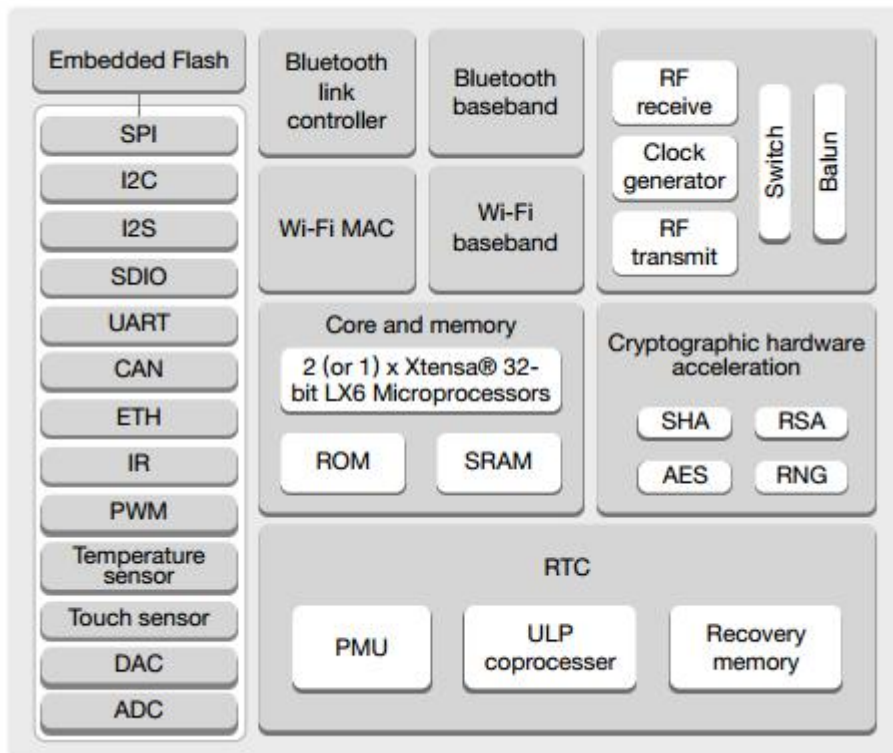 Embedded Flash
SPI
I2C
I2S
SDIO
UART
CAN
ETH
IR
PWM
Temperature
sensor
Touch sensor
DAC
ADC
Bluetooth
link
controller
Bluetooth
baseband
Wi-Fi MAC
Wi-Fi
baseband
RF
receive
Clock
generator
RF
transmit
Switch
Balun
Core and memory
2 (or 1) x Xtensa® 32-
bit LX6 Microprocessors
ROM
SRAM
Cryptographic hardware
acceleration
SHA
RSA
AES
RNG
RTC
PMU
ULP
coprocesser
Recovery
memory